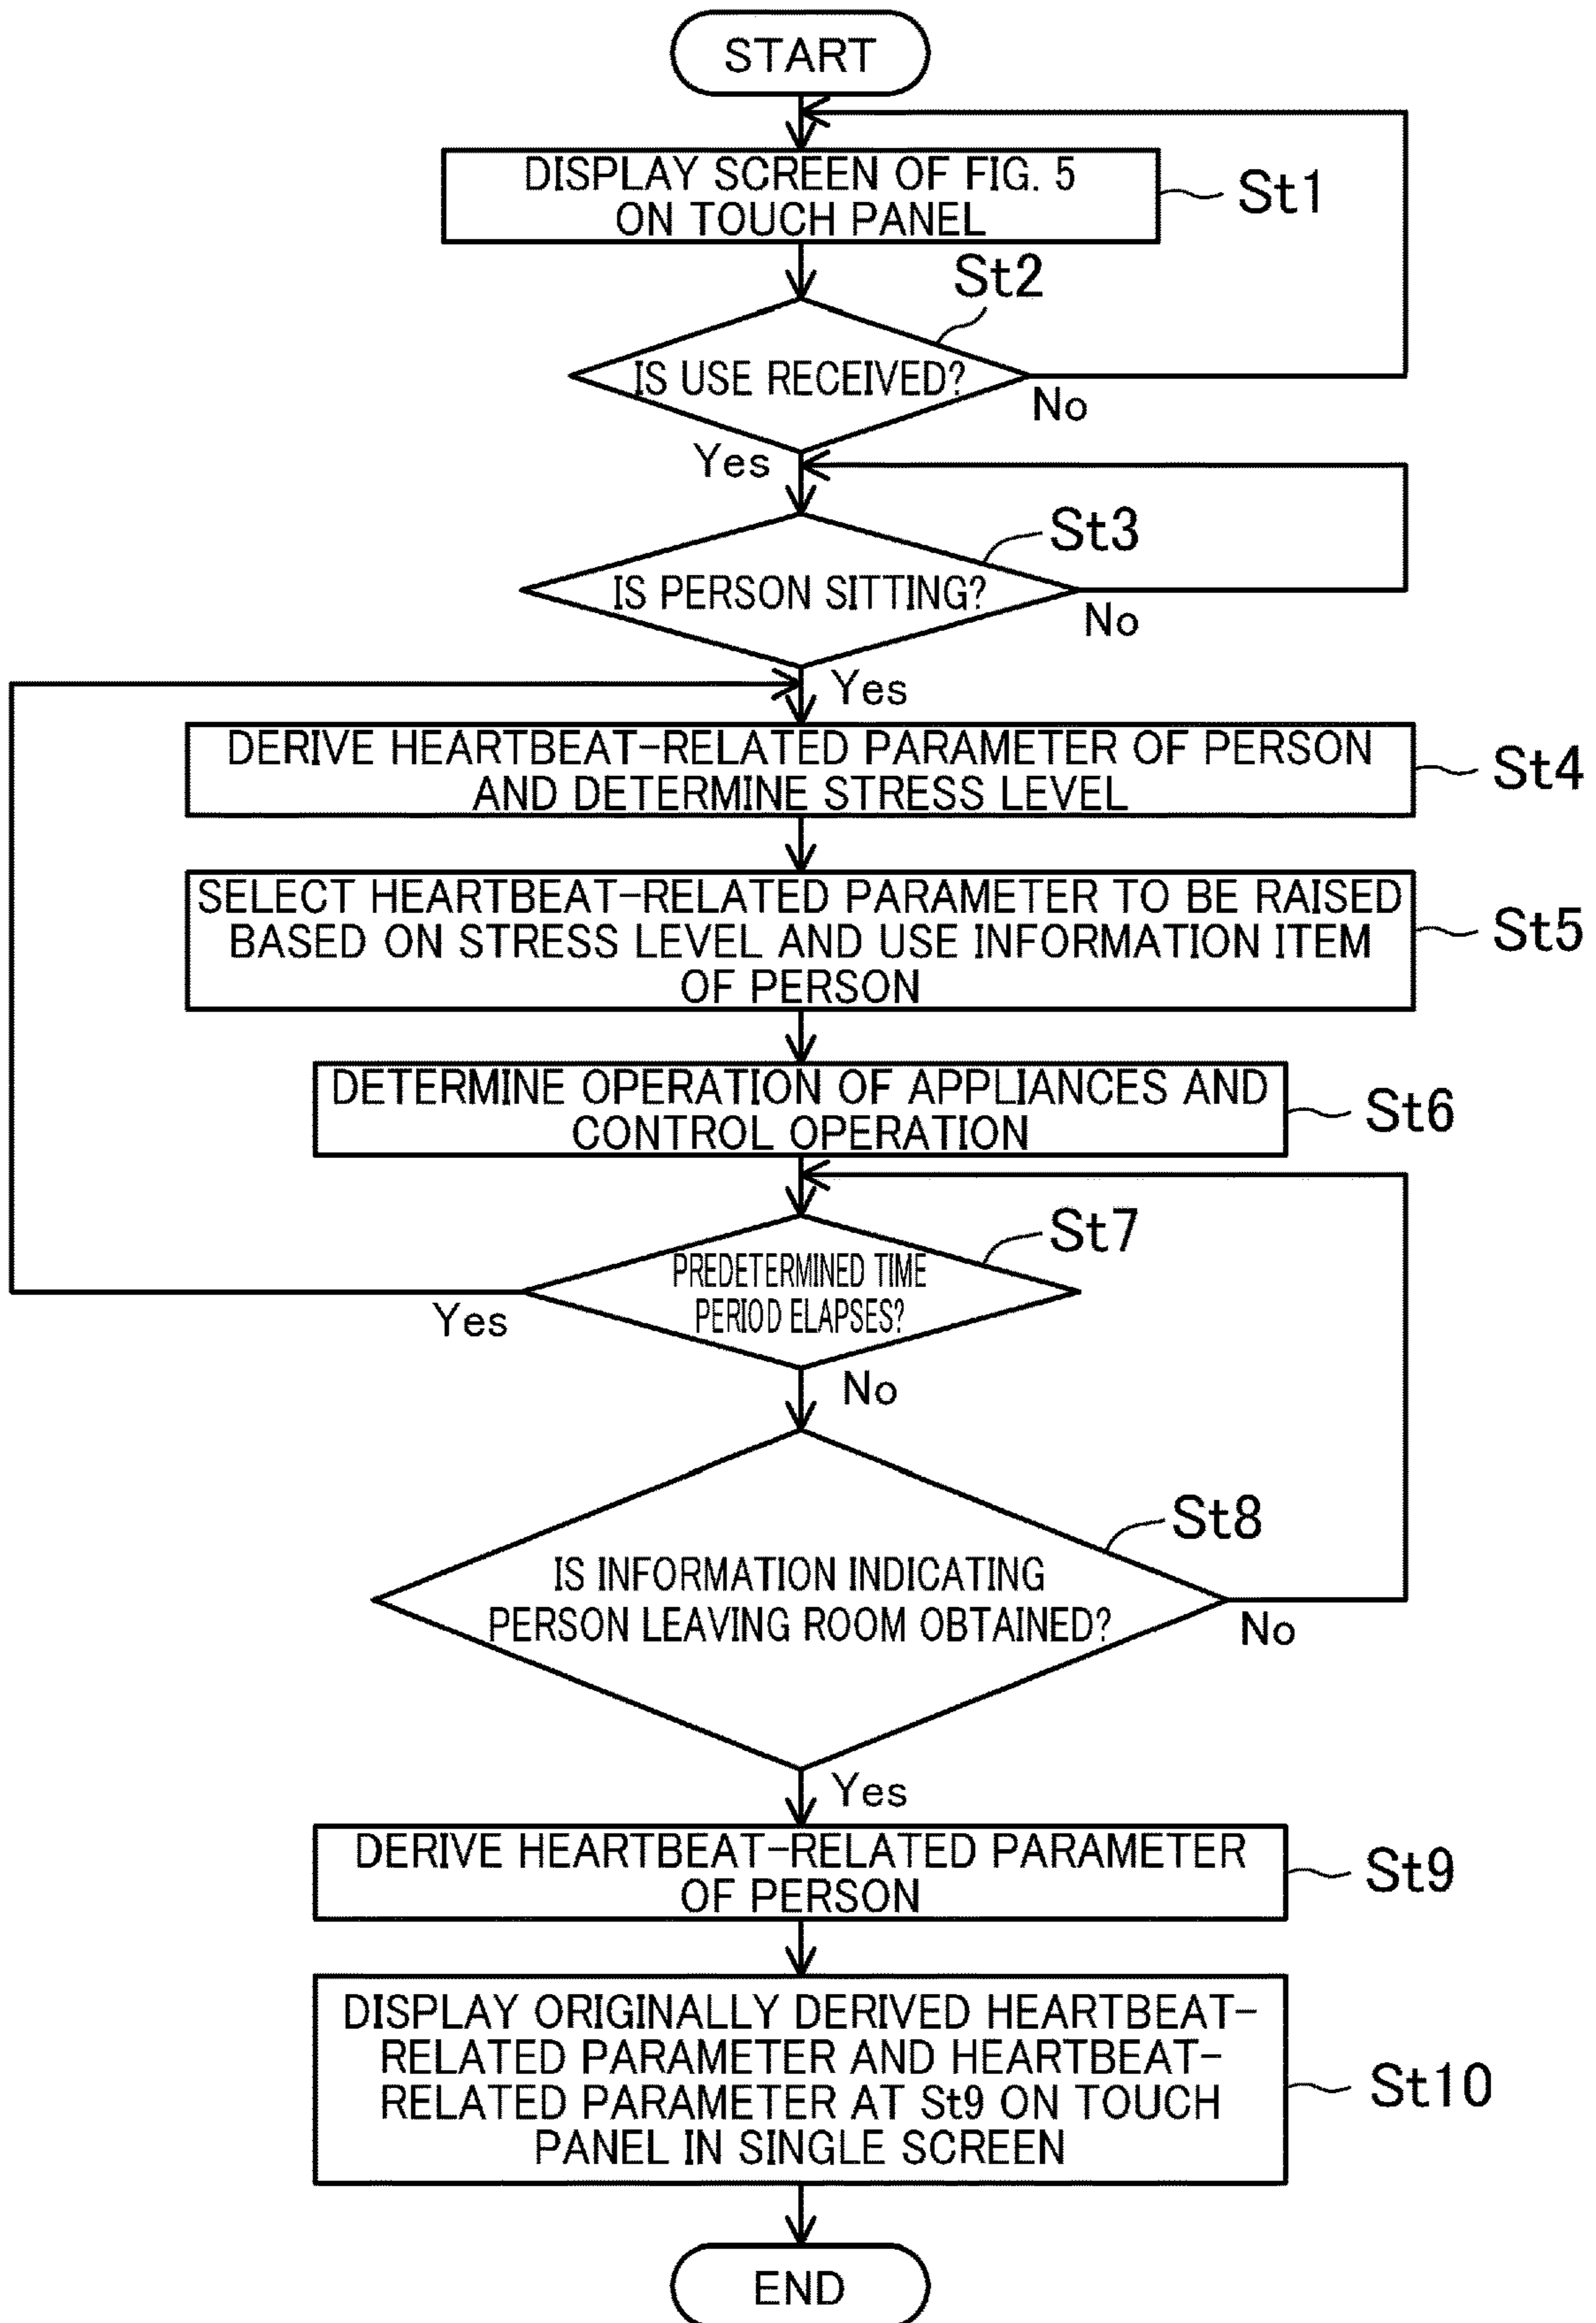 START
DISPLAY SCREEN OF FIG. 5
ON TOUCH PANEL
St1
St2
IS USE RECEIVED?
No
Yes
St3
IS PERSON SITTING?
No
Yes
DERIVE HEARTBEAT-RELATED PARAMETER OF PERSON
AND DETERMINE STRESS LEVEL
St4
SELECT HEARTBEAT-RELATED PARAMETER TO BE RAISED
BASED ON STRESS LEVEL AND USE INFORMATION ITEM
OF PERSON
St5
DETERMINE OPERATION OF APPLIANCES AND
CONTROL OPERATION
St6
St7
PREDETERMINED TIME
PERIOD ELAPSES?
Yes
No
St8
IS INFORMATION INDICATING
PERSON LEAVING ROOM OBTAINED?
No
Yes
DERIVE HEARTBEAT-RELATED PARAMETER
OF PERSON
St9
DISPLAY ORIGINALLY DERIVED HEARTBEAT-
RELATED PARAMETER AND HEARTBEAT-
RELATED PARAMETER AT St9 ON TOUCH
PANEL IN SINGLE SCREEN
St10
END